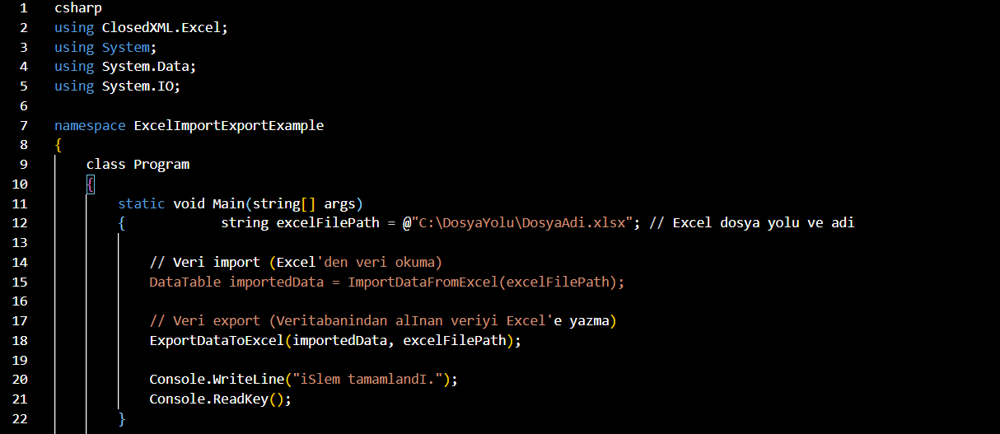 1 csharp
2 using ClosedXML.Excel;
3 using System;
4 using System.Data;
5 using System.IO;
6
7 namespace ExcelImportExportExample
8 {
9 class Program
10 {
11 static void Main(string[] args)
12 { string excelFilePath = @"C:\DosyaYolu\DosyaAdi.xlsx"; // Excel dosya yolu ve adi
13
14 // Veri import (Excel'den veri okuma)
15 DataTable importedData = ImportDataFromExcel(excelFilePath);
16
17 // Veri export (Veritabanindan alInan veriyi Excel'e yazma)
18 ExportDataToExcel(importedData, excelFilePath);
19
20 Console.WriteLine("iSlem tamamlandI.");
21 Console.ReadKey();
22 }